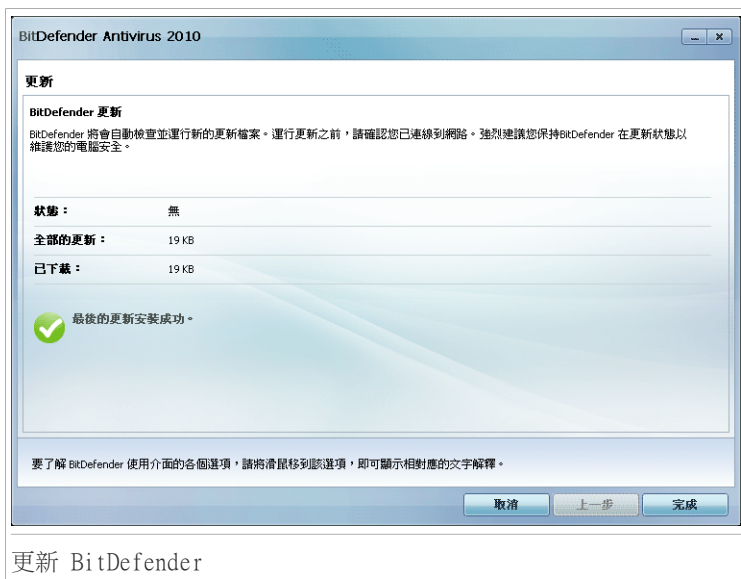 BitDefender Antivirus 2010
更新
BitDefender 更新
BitDefender 將會自動檢查並運行新的更新檔案。運行更新之前，請確認您已連線到網路。強烈建議您保持BitDefender 在更新狀態以
維護您的電腦安全。
狀態： 無
全部的更新： 19 KB
已下載： 19 KB
最後的更新安裝成功。
要了解 BitDefender 使用介面的各個選項，請將滑鼠移到該選項，即可顯示相對應的文字解釋。
取消 上一步 完成
更新 BitDefender